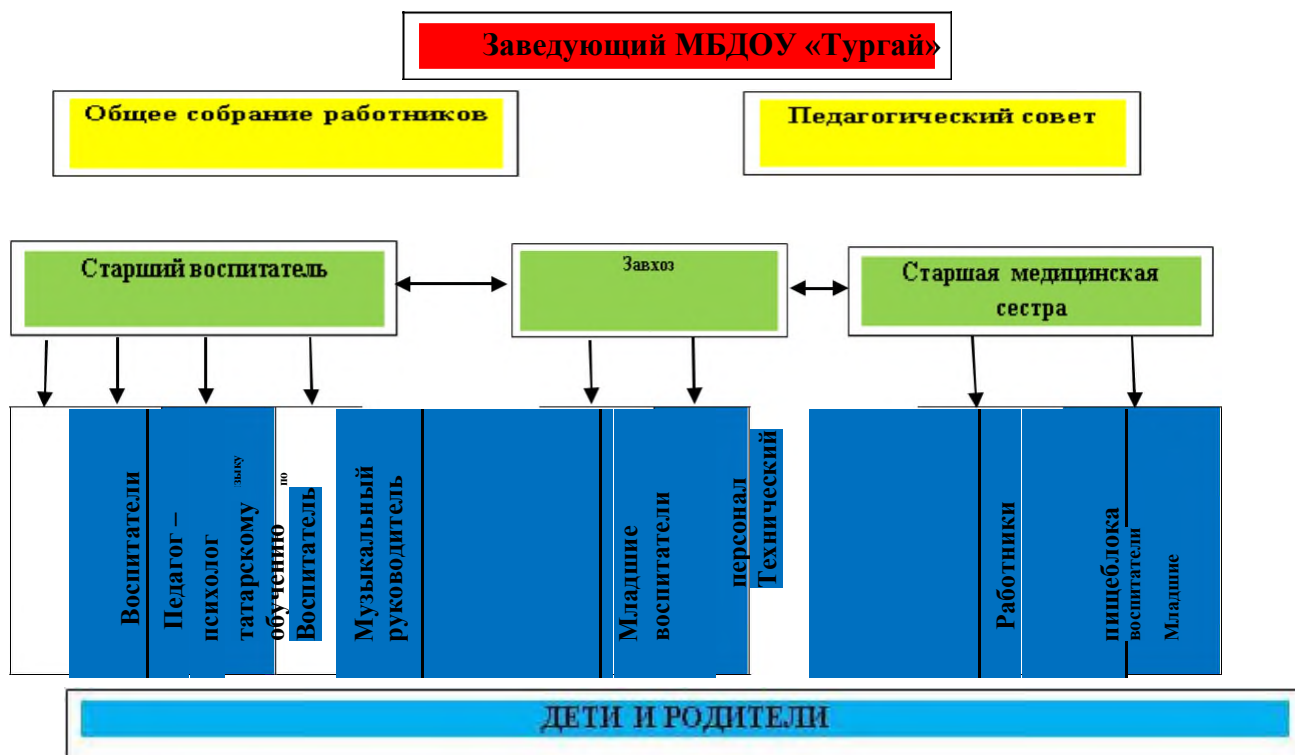 Заведующий МБДОУ «Тургай»
Общее собрание работников
Педагогический совет
Старший воспитатель
Завхоз
Старшая медицинская
сестра
Воспитатели
Педагог –
психолог
татарскому
зыку
обучению
по
Воспитатель
Музыкальный
руководитель
Младшие
воспитатели
персонал
Технический
Работники
пищеблока
воспитатели
Младшие
ДЕТИ И РОДИТЕЛИ